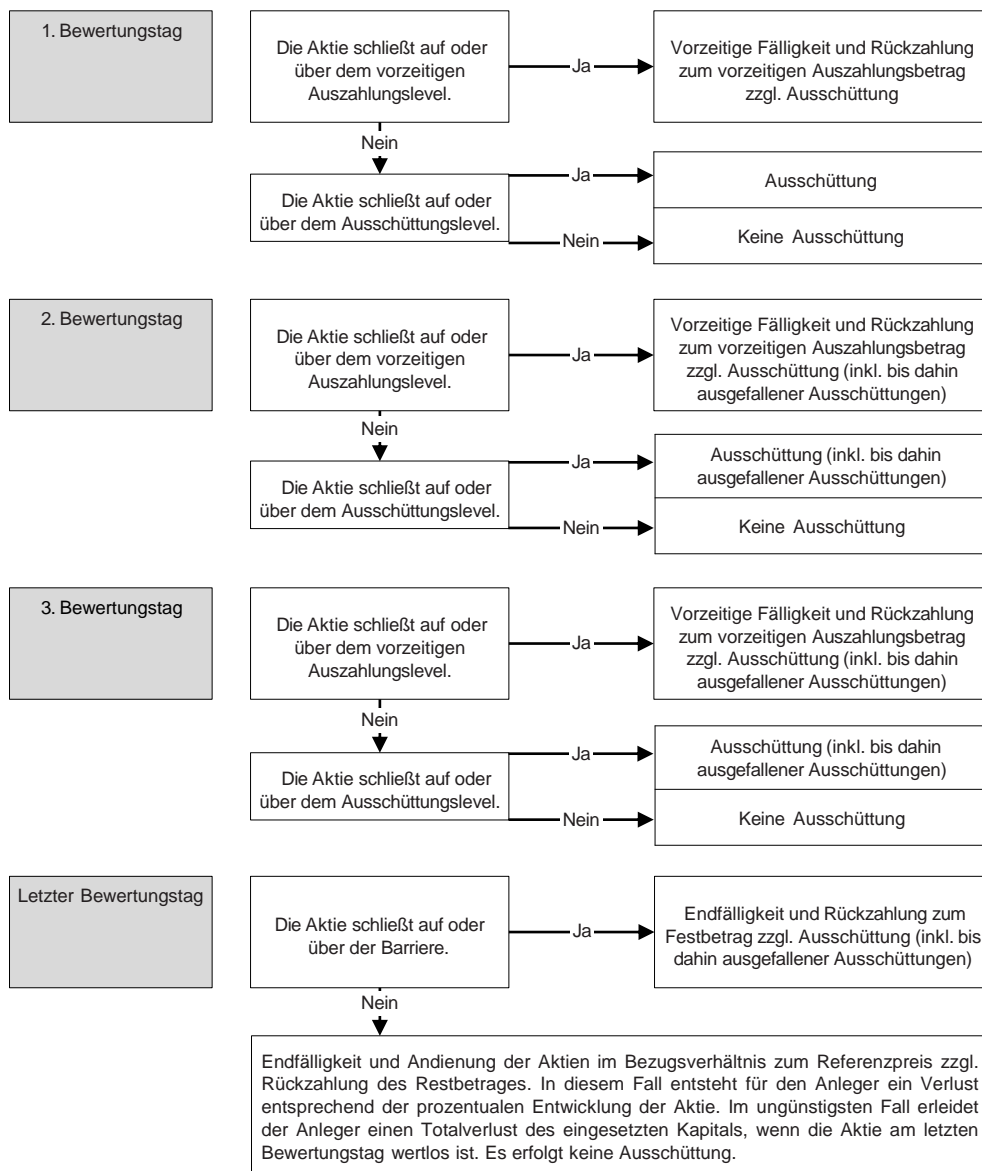 1. Bewertungstag
Die Aktie schließt auf oder
über dem vorzeitigen
Auszahlungslevel.
Ja
Vorzeitige Fälligkeit und Rückzahlung
zum vorzeitigen Auszahlungsbetrag
zzgl. Ausschüttung
Nein
Die Aktie schließt auf oder
über dem Ausschüttungslevel.
Ja
Ausschüttung
Nein
Keine Ausschüttung
2. Bewertungstag
Die Aktie schließt auf oder
über dem vorzeitigen
Auszahlungslevel.
Ja
Vorzeitige Fälligkeit und Rückzahlung
zum vorzeitigen Auszahlungsbetrag
zzgl. Ausschüttung (inkl. bis dahin
ausgefallener Ausschüttungen)
Nein
Die Aktie schließt auf oder
über dem Ausschüttungslevel.
Ja
Ausschüttung (inkl. bis dahin
ausgefallener Ausschüttungen)
Nein
Keine Ausschüttung
3. Bewertungstag
Die Aktie schließt auf oder
über dem vorzeitigen
Auszahlungslevel.
Ja
Vorzeitige Fälligkeit und Rückzahlung
zum vorzeitigen Auszahlungsbetrag
zzgl. Ausschüttung (inkl. bis dahin
ausgefallener Ausschüttungen)
Nein
Die Aktie schließt auf oder
über dem Ausschüttungslevel.
Ja
Ausschüttung (inkl. bis dahin
ausgefallener Ausschüttungen)
Nein
Keine Ausschüttung
Letzter Bewertungstag
Die Aktie schließt auf oder
über der Barriere.
Ja
Endfälligkeit und Rückzahlung zum
Festbetrag zzgl. Ausschüttung (inkl. bis
dahin ausgefallener Ausschüttungen)
Nein
Endfälligkeit und Andienung der Aktien im Bezugsverhältnis zum Referenzpreis zzgl.
Rückzahlung des Restbetrages. In diesem Fall entsteht für den Anleger ein Verlust
entsprechend der prozentualen Entwicklung der Aktie. Im ungünstigsten Fall erleidet
der Anleger einen Totalverlust des eingesetzten Kapitals, wenn die Aktie am letzten
Bewertungstag wertlos ist. Es erfolgt keine Ausschüttung.